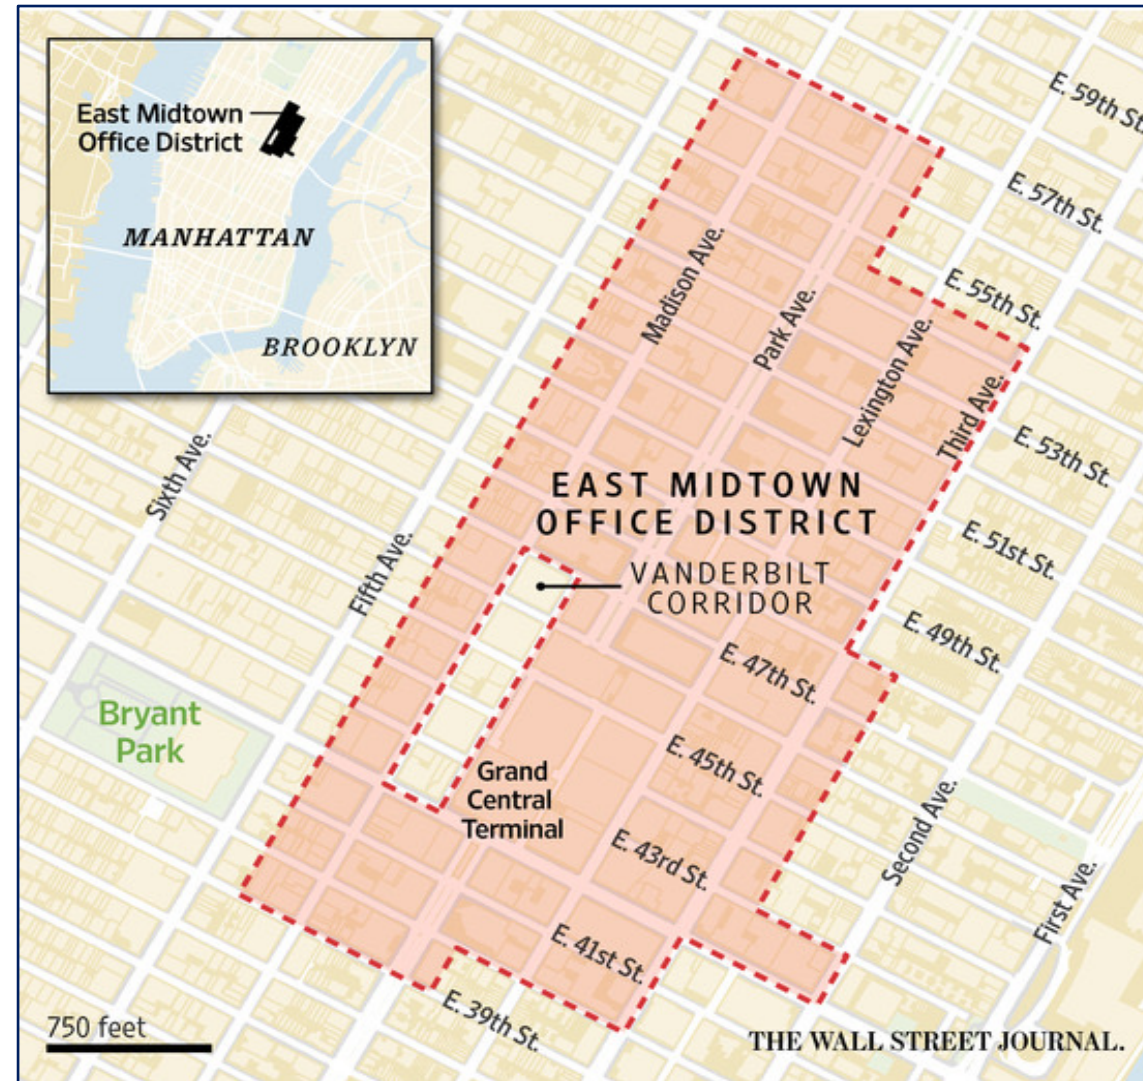 East Midtown
Office District
MANHATTAN
BROOKLYN
E. 59th St.
E. 57th St.
E. 55th St.
Madison Ave.
Park Ave.
Lexington Ave.
Third Ave.
E. 53th St.
Sixth Ave.
EAST MIDTOWN
OFFICE DISTRICT
Fifth Ave.
VANDERBILT
CORRIDOR
E. 51st St.
E. 49th St.
E. 47th St.
Bryant
Park
Grand
Central
Terminal
E. 45th St.
Second Ave.
E. 43rd St.
First Ave.
E. 41st St.
E. 39th St.
750 feet
THE WALL STREET JOURNAL.